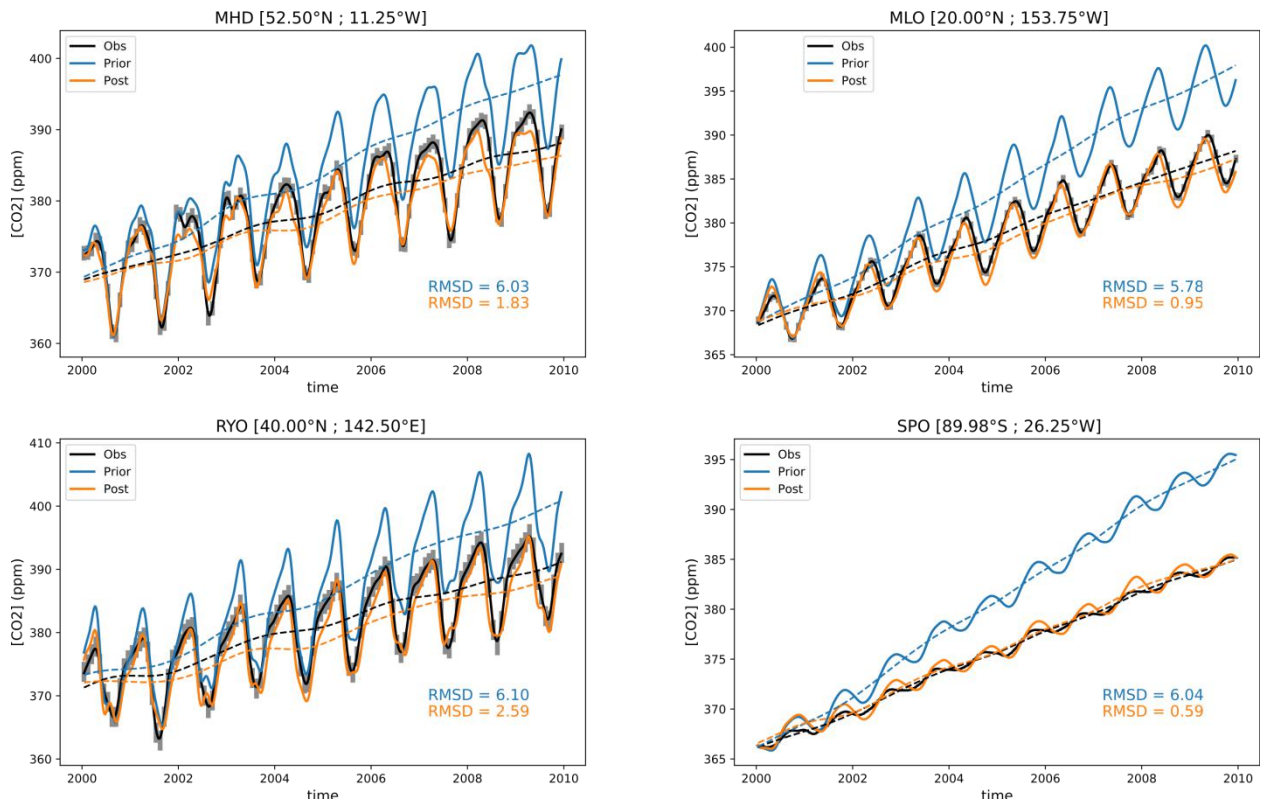 MHD [52.50°N ; 11.25°W]
400
390
380
370
360
[CO2] (ppm)
Obs
Prior
Post
RMSD = 6.03
RMSD = 1.83
2000 2002 2004 2006 2008 2010
time
MLO [20.00°N ; 153.75°W]
400
395
390
385
380
375
370
365
[CO2] (ppm)
Obs
Prior
Post
RMSD = 5.78
RMSD = 0.95
2000 2002 2004 2006 2008 2010
time
RYO [40.00°N ; 142.50°E]
410
400
390
380
370
360
[CO2] (ppm)
Obs
Prior
Post
RMSD = 6.10
RMSD = 2.59
2000 2002 2004 2006 2008 2010
time
SPO [89.98°S ; 26.25°W]
395
390
385
380
375
370
365
[CO2] (ppm)
Obs
Prior
Post
RMSD = 6.04
RMSD = 0.59
2000 2002 2004 2006 2008 2010
time